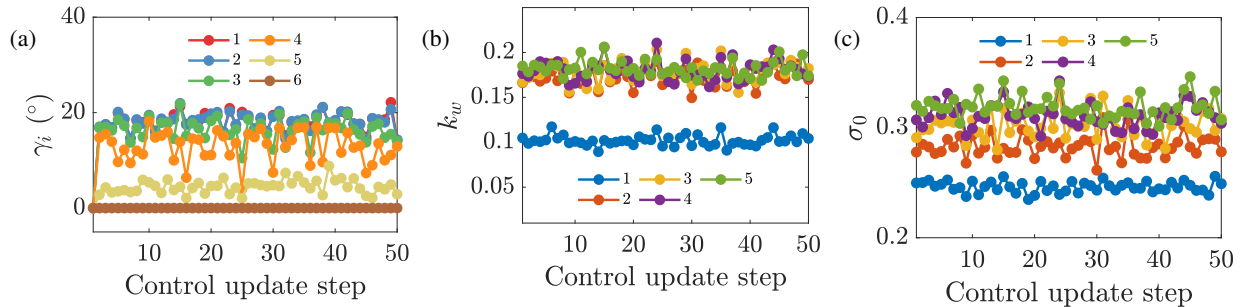 (a)
40
20
0
γi (°)
1 4
2 5
3 6
10 20 30 40 50
Control update step
(b)
0.2
0.15
0.1
0.05
kw
1 3 5
2 4
10 20 30 40 50
Control update step
(c)
0.4
0.3
0.2
σ0
1 3 5
2 4
10 20 30 40 50
Control update step